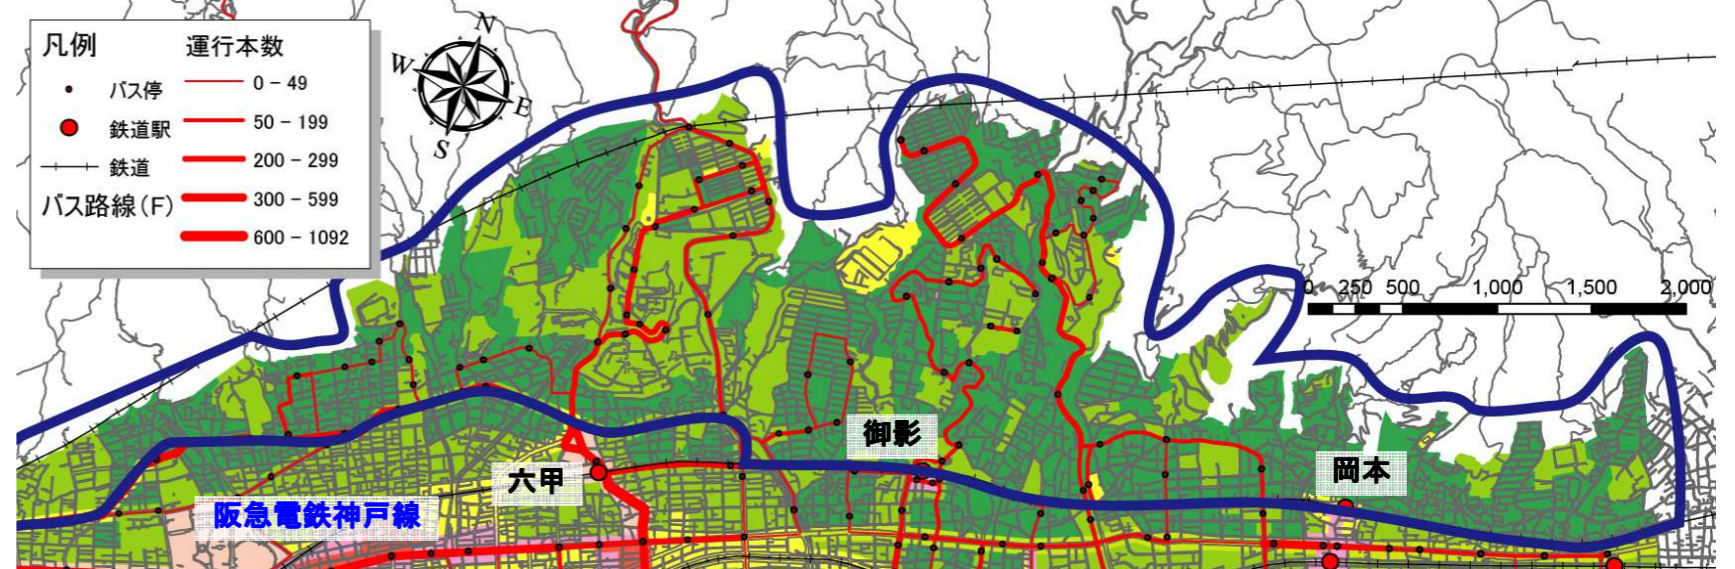 凡例
運行本数
バス停
0 - 49
鉄道駅
50 - 199
鉄道
200 - 299
バス路線(F)
300 - 599
600 - 1092
N
W
E
S
0 250 500 1,000 1,500 2,000
御影
岡本
六甲
阪急電鉄神戸線